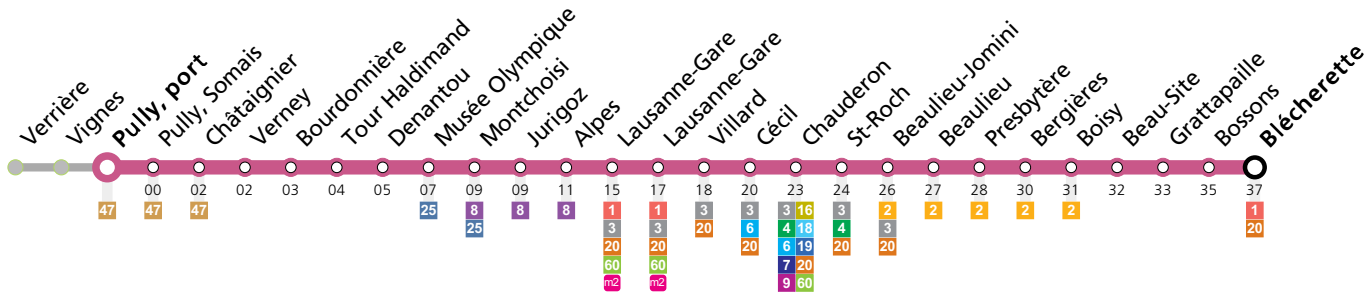 Verrière
Vignes
Pully, port
Pully, Somais
Châtaignier
Verney
Bourdonnière
Tour Haldimand
Denantou
Musée Olympique
Montchoisi
Jurigoz
Alpes
Lausanne-Gare
Lausanne-Gare
Villard
Cécil
Chauderon
St-Roch
Beaulieu-Jomini
Beaulieu
Presbytère
Bergières
Boisy
Beau-Site
Grattapaille
Bossons
Blécherette
00 02 02 03 04 05 07 09 09 11 15 17 18 20 23 24 26 27 28 30 31 32 33 35 37
47 47 47 25 8 8 8 1 1 3 3 3 16 3 2 2 2 2 2 1
25 3 3 20 6 4 18 4 3 20
20 20 20 6 19 20 20
60 60 7 20
m2 m2 9 60